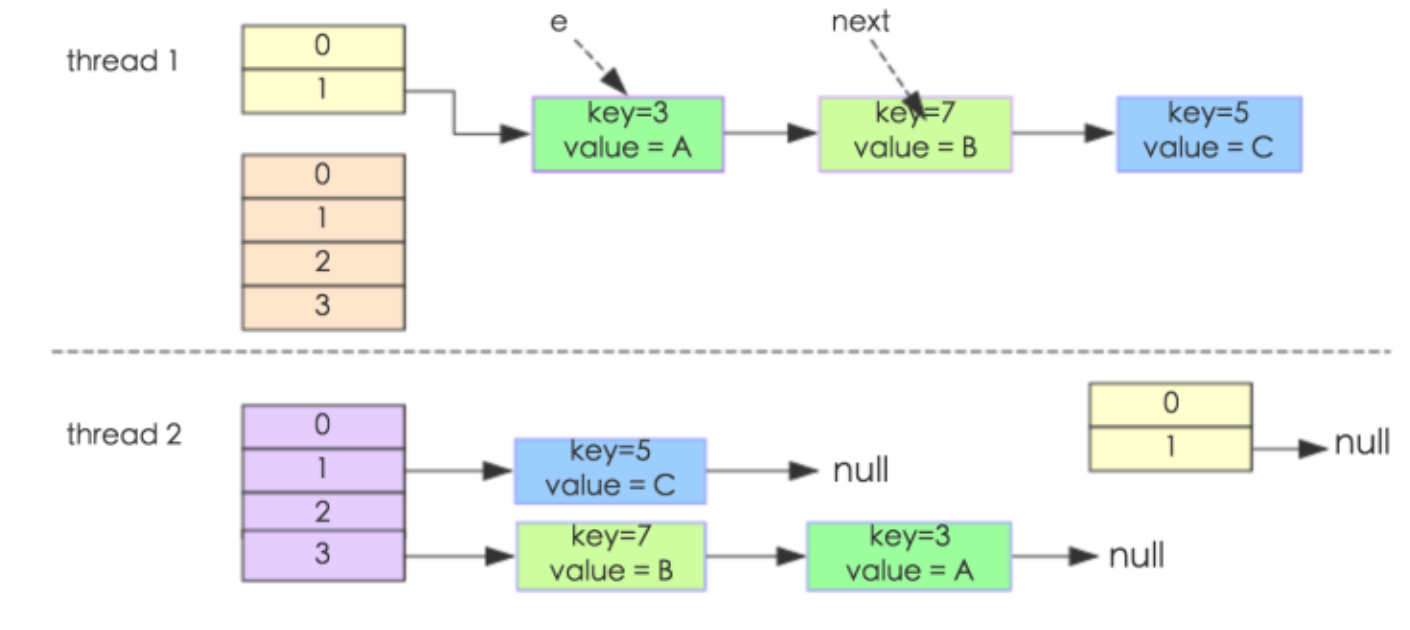 e
next
thread 1
0
1
key=3
value = A
key=7
value = B
key=5
value = C
0
1
2
3
thread 2
0
1
2
3
key=5
value = C
null
key=7
value = B
key=3
value = A
null
0
1
null